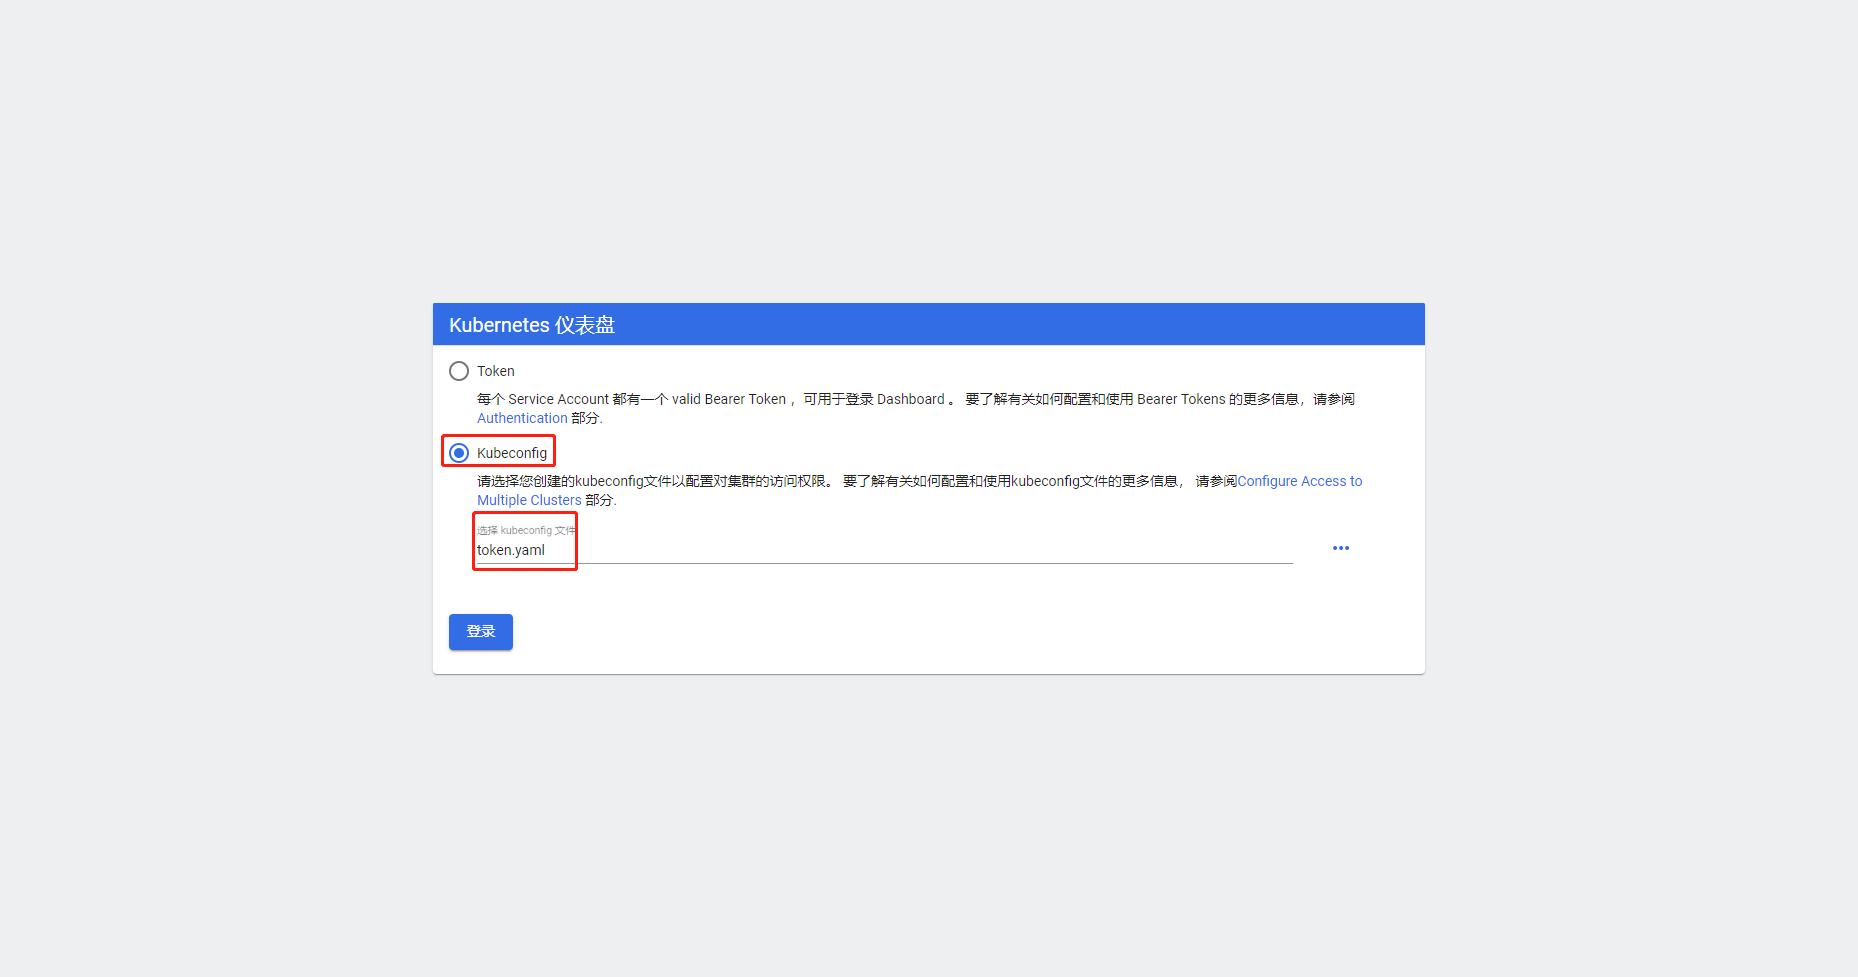 Kubernetes 仪表盘
Token
每个 Service Account 都有一个 valid Bearer Token ，可用于登录 Dashboard 。 要了解有关如何配置和使用 Bearer Tokens 的更多信息，请参阅
Authentication 部分.
Kubeconfig
请选择您创建的kubeconfig文件以配置对集群的访问权限。 要了解有关如何配置和使用kubeconfig文件的更多信息， 请参阅Configure Access to
Multiple Clusters 部分.
选择 kubeconfig 文件
token.yaml
登录